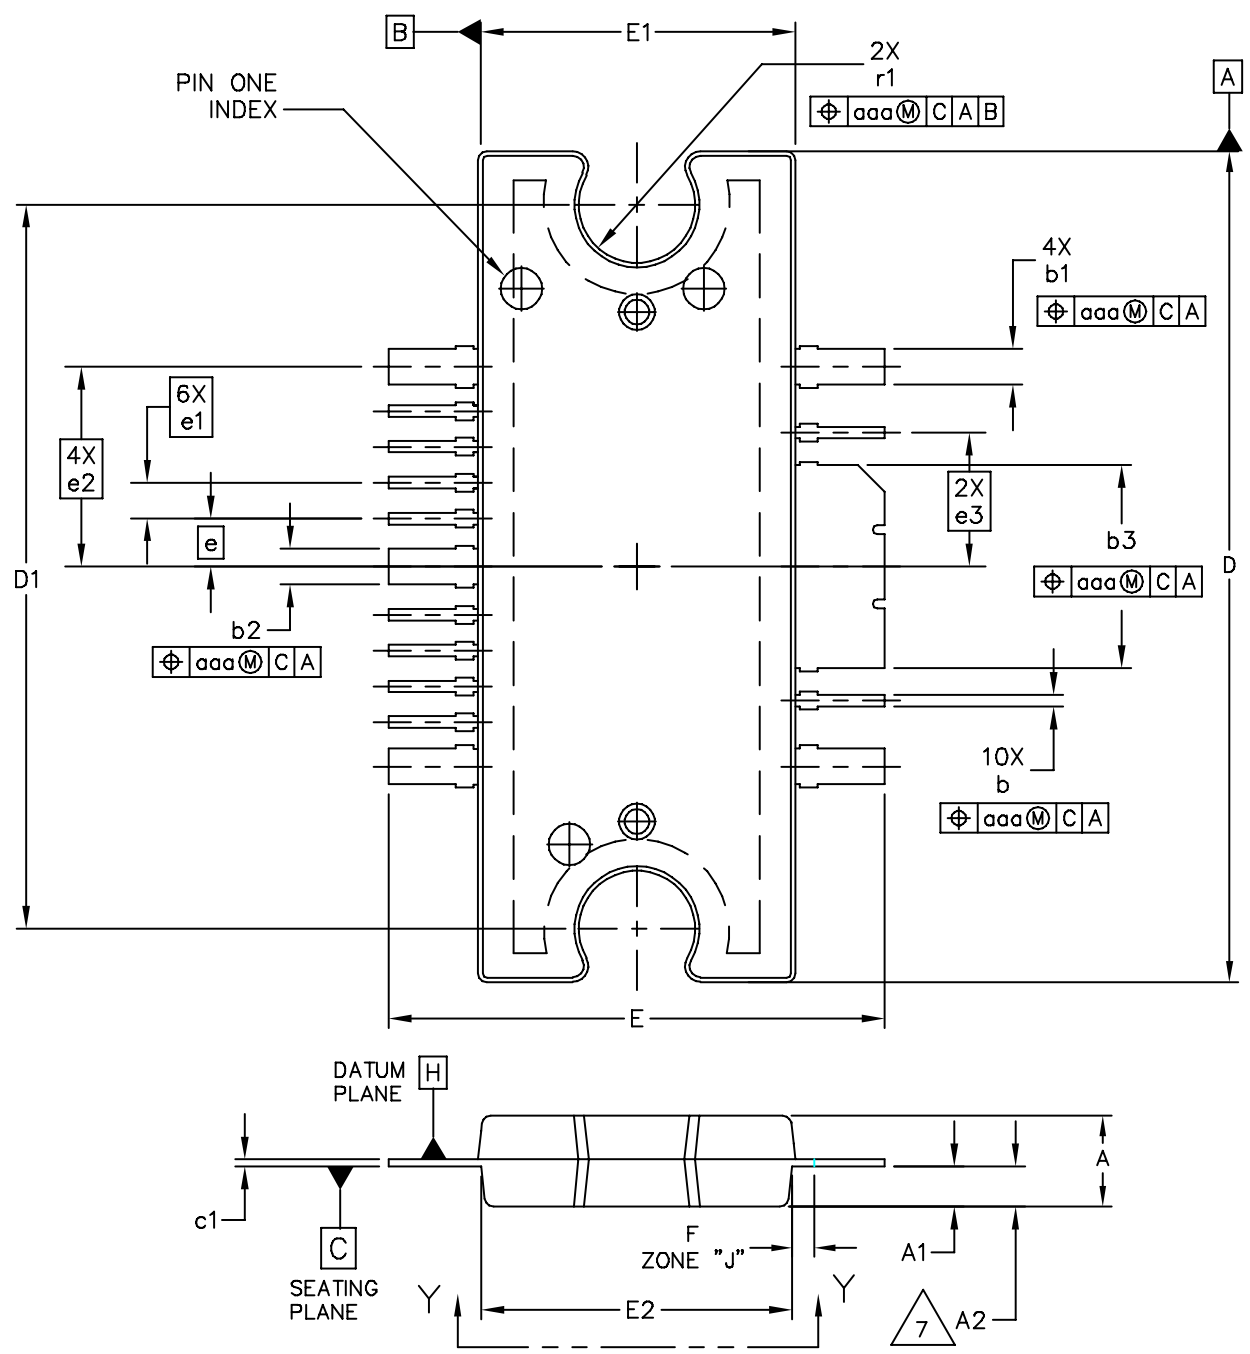 B
E1
2X
r1
⌖ aaa Ⓜ C A B
A
PIN ONE
INDEX
4X
b1
⌖ aaa Ⓜ C A
6X
e1
4X
e2
2X
e3
e
b3
⌖ aaa Ⓜ C A
D1
D
b2
⌖ aaa Ⓜ C A
10X
b
⌖ aaa Ⓜ C A
E
DATUM
PLANE
H
A
c1
C
SEATING
PLANE
F
ZONE "J"
A1
Y
E2
Y
7
A2